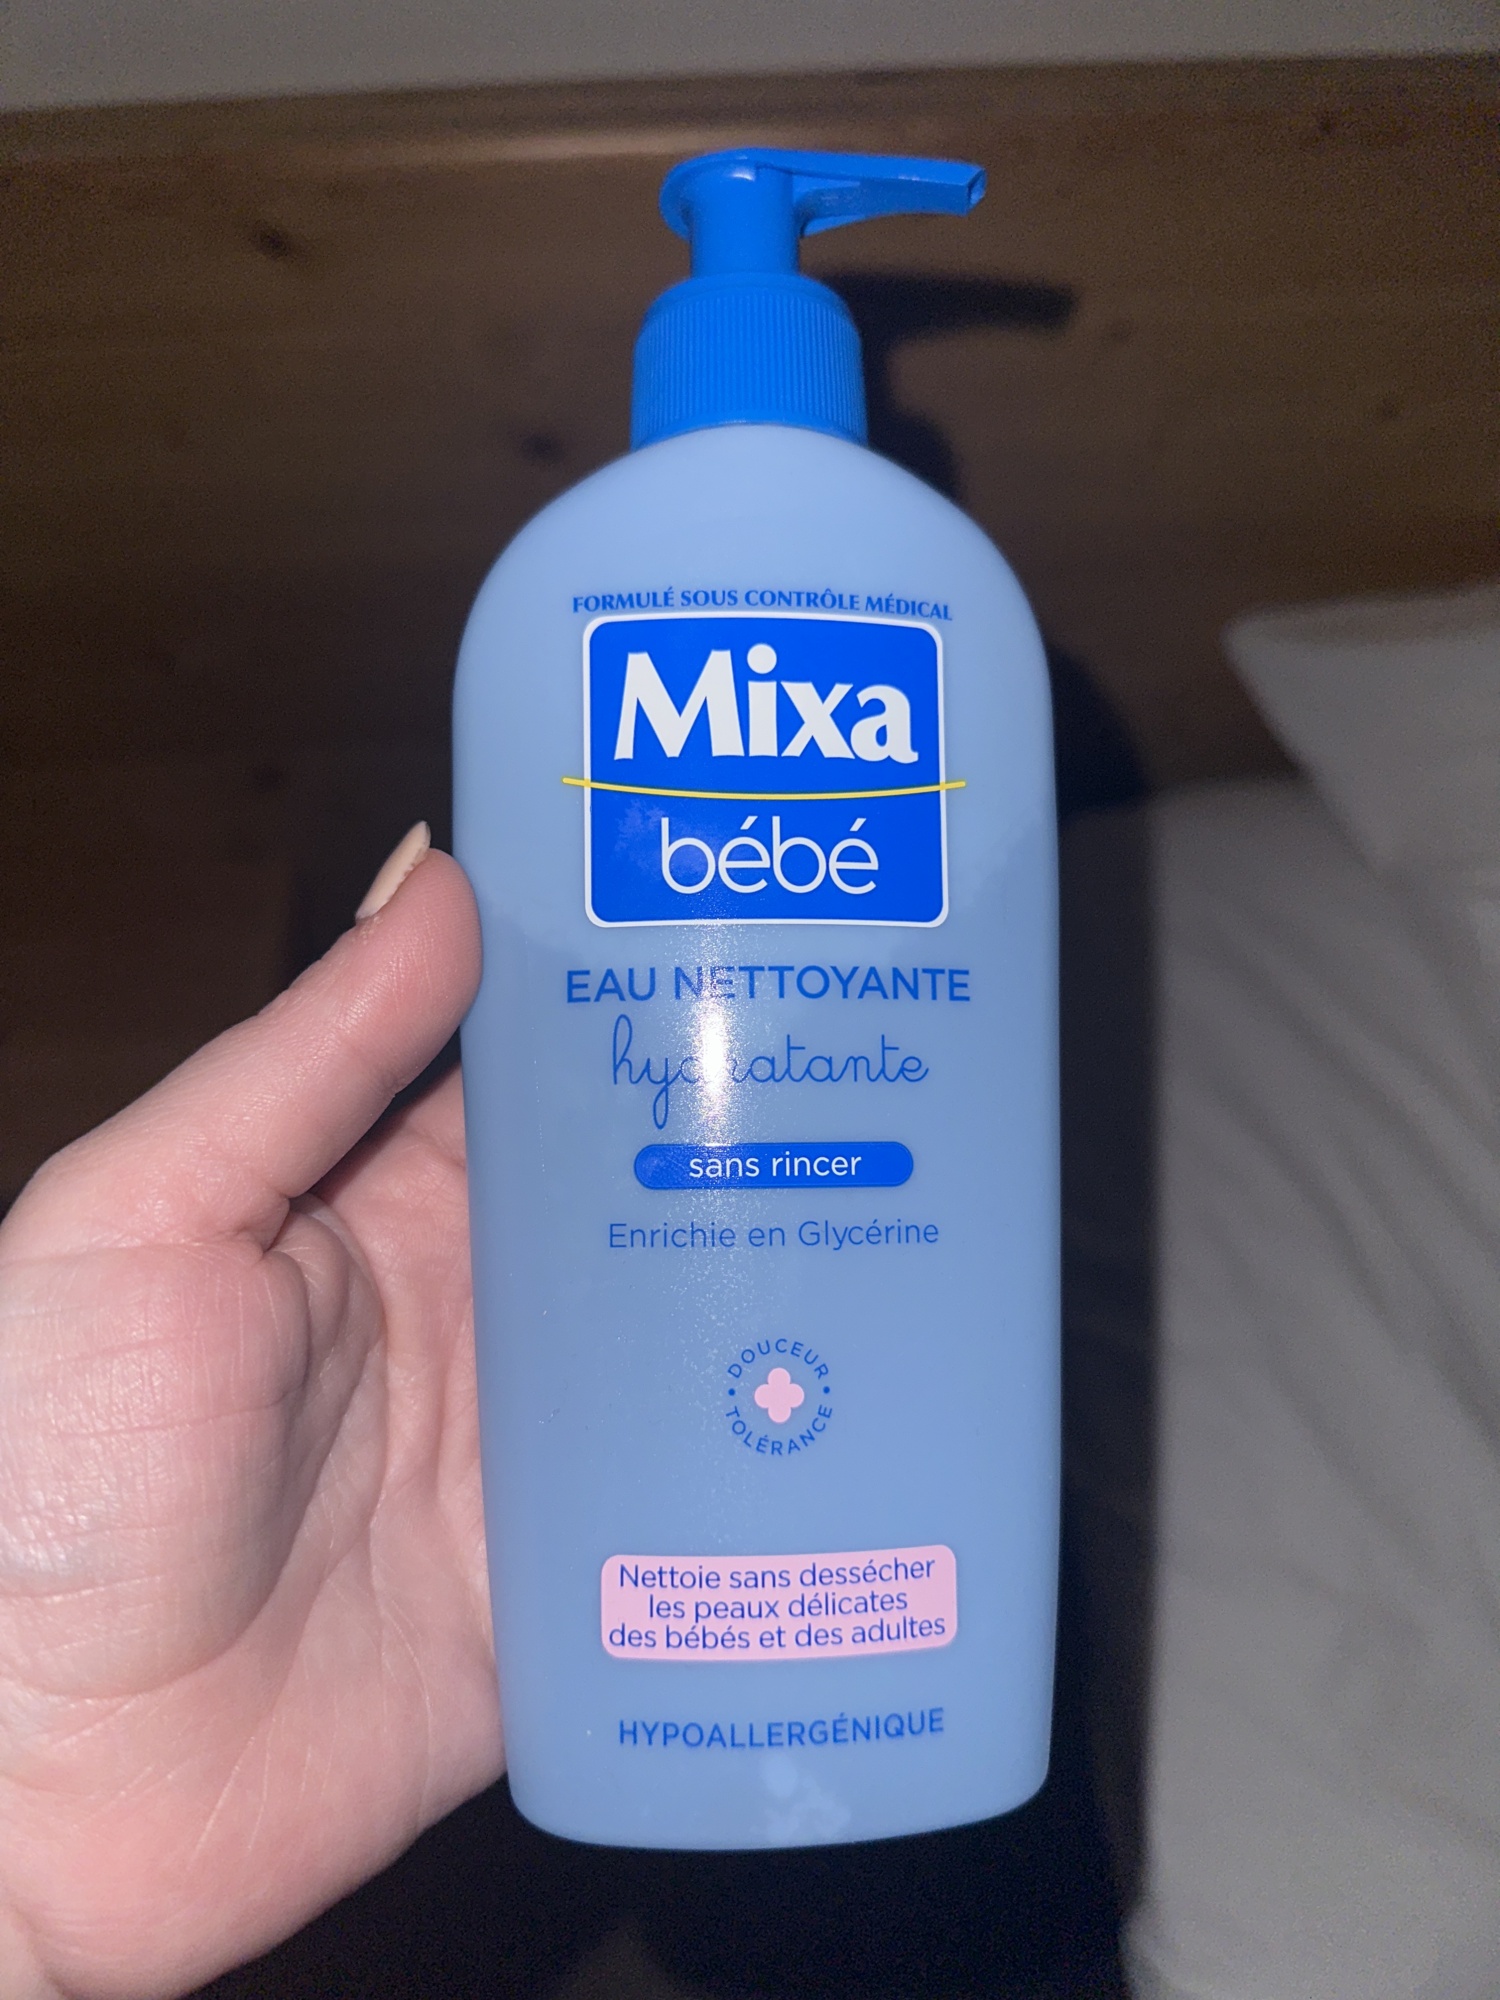 FORMULÉ SOUS CONTRÔLE MÉDICAL
Mixa
bébé
EAU NETTOYANTE
hydratante
sans rincer
Enrichie en Glycérine
DOUCEUR
TOLÉRANCE
Nettoie sans dessécher
les peaux délicates
des bébés et des adultes
HYPOALLERGÉNIQUE